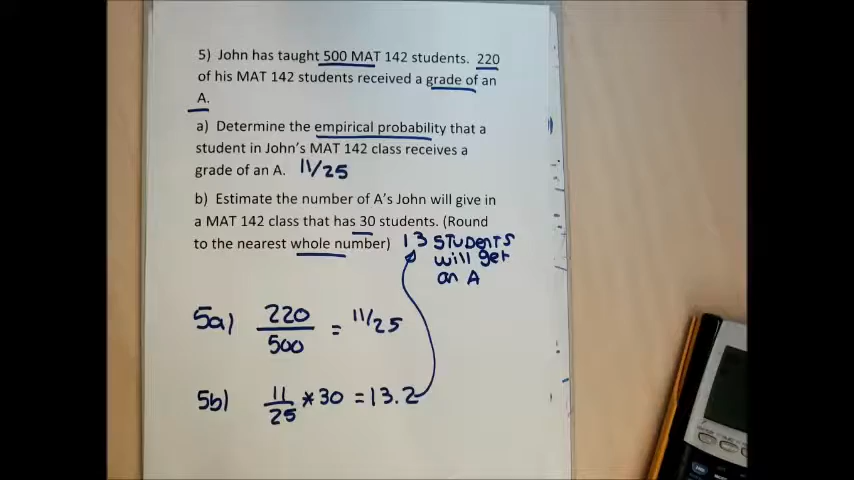 5) John has taught 500 MAT 142 students. 220
of his MAT 142 students received a grade of an
A.
a) Determine the empirical probability that a
student in John's MAT 142 class receives a
grade of an A. 11/25
b) Estimate the number of A's John will give in
a MAT 142 class that has 30 students. (Round
to the nearest whole number) 13 STUDENTS
will get
an A
5a) 220/500 = 11/25
5b) 11/25 * 30 = 13.2